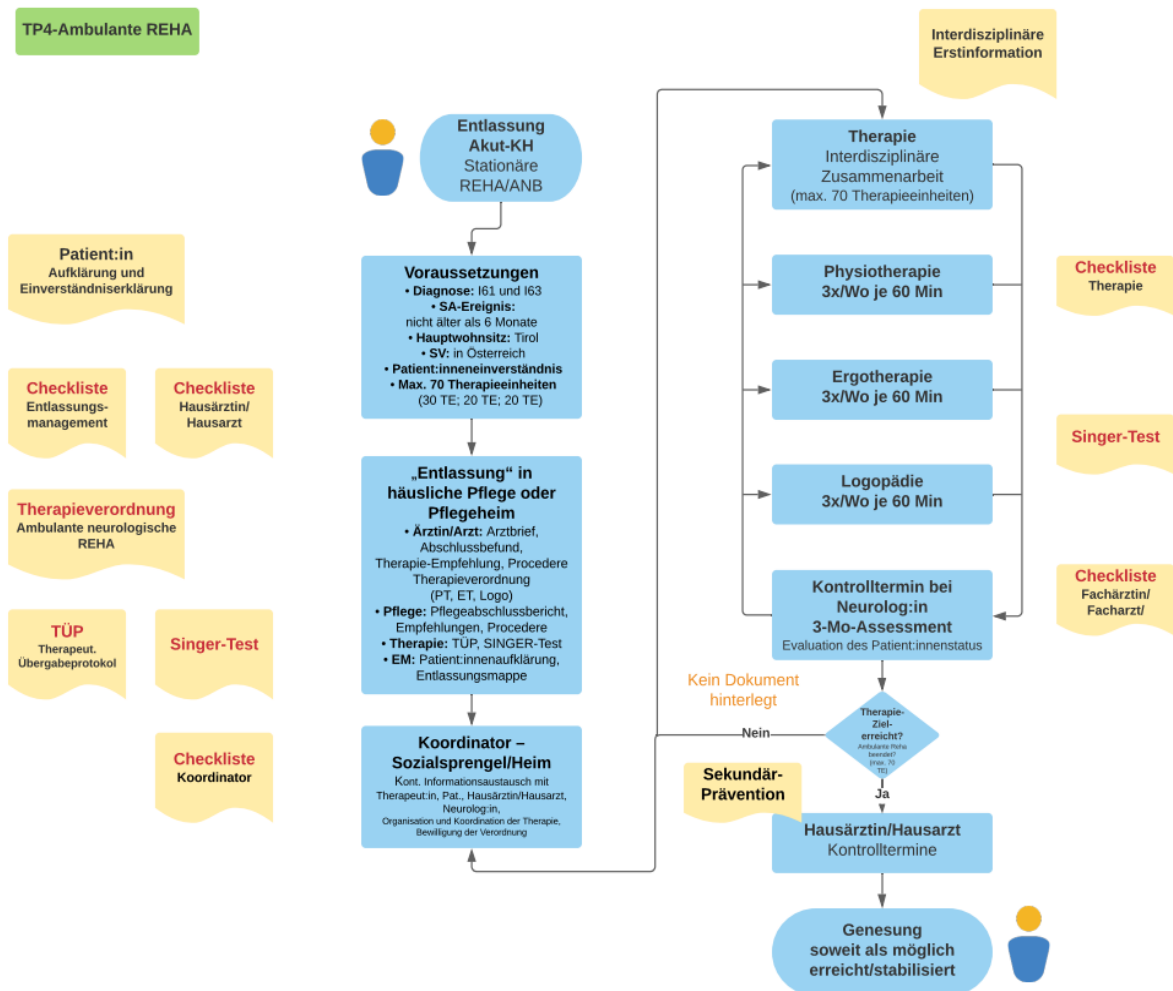 TP4-Ambulante REHA
Interdisziplinäre
Erstinformation
Entlassung
Akut-KH
Stationäre
REHA/ANB
Therapie
Interdisziplinäre
Zusammenarbeit
(max. 70 Therapieeinheiten)
Patient:in
Aufklärung und
Einverständniserklärung
Voraussetzungen
• Diagnose: I61 und I63
• SA-Ereignis:
nicht älter als 6 Monate
• Hauptwohnsitz: Tirol
• SV: in Österreich
• Patient:inneneinverständnis
• Max. 70 Therapieeinheiten
(30 TE; 20 TE; 20 TE)
Physiotherapie
3x/Wo je 60 Min
Checkliste
Therapie
Checkliste
Entlassungs-
management
Checkliste
Hausärztin/
Hausarzt
Ergotherapie
3x/Wo je 60 Min
Singer-Test
Therapieverordnung
Ambulante neurologische
REHA
„Entlassung“ in
häusliche Pflege oder
Pflegeheim
• Ärztin/Arzt: Arztbrief,
Abschlussbefund,
Therapie-Empfehlung, Procedere
Therapieverordnung
(PT, ET, Logo)
• Pflege: Pflegeabschlussbericht,
Empfehlungen, Procedere
• Therapie: TÜP, SINGER-Test
• EM: Patient:innenaufklärung,
Entlassungsmappe
Logopädie
3x/Wo je 60 Min
Kontrolltermin bei
Neurolog:in
3-Mo-Assessment
Evaluation des Patient:innenstatus
Checkliste
Fachärztin/
Facharzt/
TÜP
Therapeut.
Übergabeprotokol
Singer-Test
Kein Dokument
hinterlegt
Therapie-
Ziel-
erreicht?
Ambulante Reha
beendet?
(max. 70
TE)
Nein
Ja
Checkliste
Koordinator
Koordinator –
Sozialsprengel/Heim
Kont. Informationsaustausch mit
Therapeut:in, Pat., Hausärztin/Hausarzt,
Neurolog:in,
Organisation und Koordination der Therapie,
Bewilligung der Verordnung
Sekundär-
Prävention
Hausärztin/Hausarzt
Kontrolltermine
Genesung
soweit als möglich
erreicht/stabilisiert